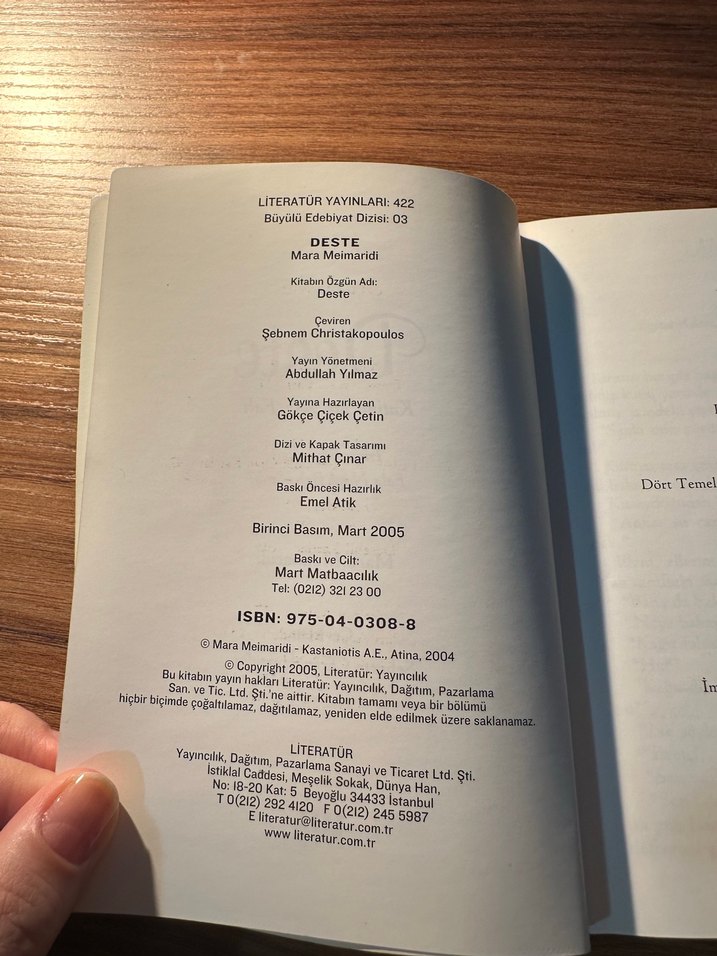 LİTERATÜR YAYINLARI: 422
Büyülü Edebiyat Dizisi: 03
DESTE
Mara Meimaridi
Kitabın Özgün Adı:
Deste
Çeviren
Şebnem Christakopoulos
Yayın Yönetmeni
Abdullah Yılmaz
Yayına Hazırlayan
Gökçe Çiçek Çetin
Dizi ve Kapak Tasarımı
Mithat Çınar
Baskı Öncesi Hazırlık
Emel Atik
Birinci Basım, Mart 2005
Baskı ve Cilt:
Mart Matbaacılık
Tel: (0212) 321 23 00
ISBN: 975-04-0308-8
© Mara Meimaridi - Kastaniotis A.E., Atina, 2004
© Copyright 2005, Literatür: Yayıncılık
Bu kitabın yayın hakları Literatür: Yayıncılık, Dağıtım, Pazarlama
San. ve Tic. Ltd. Şti.'ne aittir. Kitabın tamamı veya bir bölümü
hiçbir biçimde çoğaltılamaz, dağıtılamaz, yeniden elde edilmek üzere saklanamaz.
LİTERATÜR
Yayıncılık, Dağıtım, Pazarlama Sanayi ve Ticaret Ltd. Şti.
İstiklal Caddesi, Meşelik Sokak, Dünya Han,
No: 18-20 Kat: 5 Beyoğlu 34433 İstanbul
T 0(212) 292 4120 F 0(212) 245 5987
E literatur@literatur.com.tr
www literatur.com.tr
Dört Temel